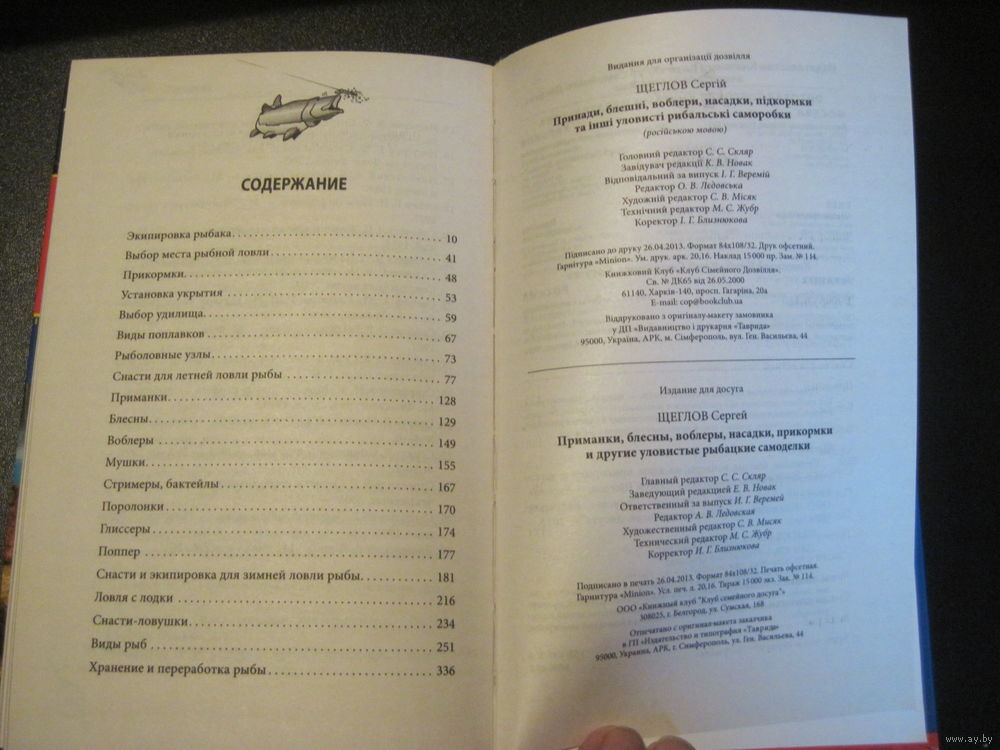 СОДЕРЖАНИЕ
Экипировка рыбака. 10
Выбор места рыбной ловли 41
Прикормки. 48
Установка укрытия 53
Выбор удилища. 59
Виды поплавков 67
Рыболовные узлы. 73
Снасти для летней ловли рыбы 77
Приманки. 128
Блесны. 129
Воблеры 149
Мушки. 155
Стримеры, бактейлы 167
Поролонки 170
Глиссеры 174
Поппер 177
Снасти и экипировка для зимней ловли рыбы. 181
Ловля с лодки 216
Снасти-ловушки. 234
Виды рыб 251
Хранение и переработка рыбы 336
Видання для організації дозвілля
ЩЕГЛОВ Сергій
Принади, блешні, воблери, насадки, підкормки
та інші уловисті рибальські саморобки
(російською мовою)
Головний редактор С. С. Скляр
Завідувач редакції К. В. Новак
Відповідальний за випуск І. Г. Веремій
Редактор О. В. Лєдовська
Художній редактор С. В. Місяк
Технічний редактор М. С. Жубр
Коректор І. Г. Близнюкова
Підписано до друку 26.04.2013. Формат 84х108/32. Друк офсетний.
Гарнітура «Minion». Ум. друк. арк. 20,16. Наклад 15 000 пр. Зам. № 114.
Книжковий Клуб «Клуб Сімейного Дозвілля».
Св. № ДК65 від 26.05.2000
61140, Харків-140, просп. Гагаріна, 20а
E-mail: cop@bookclub.ua
Віддруковано з оригіналу-макету замовника
у ДП «Видавництво і друкарня «Таврида»
95000, Україна, АРК, м. Сімферополь, вул. Ген. Васильєва, 44
Издание для досуга
ЩЕГЛОВ Сергей
Приманки, блесны, воблеры, насадки, прикормки
и другие уловистые рыбацкие самоделки
Главный редактор С. С. Скляр
Заведующий редакцией Е. В. Новак
Ответственный за выпуск И. Г. Веремей
Редактор А. В. Ледовская
Художественный редактор С. В. Мисяк
Технический редактор М. С. Жубр
Корректор И. Г. Близнюкова
Подписано в печать 26.04.2013. Формат 84х108/32. Печать офсетная.
Гарнитура «Minion». Усл. печ. л. 20,16. Тираж 15 000 экз. Зак. № 114.
ООО «Книжный клуб "Клуб семейного досуга"»
308025, г. Белгород, ул. Сумская, 168
Отпечатано с оригинал-макета заказчика
в ГП «Издательство и типография «Таврида»
95000, Украина, АРК, г. Симферополь, ул. Ген. Васильева, 44
www.ay.by